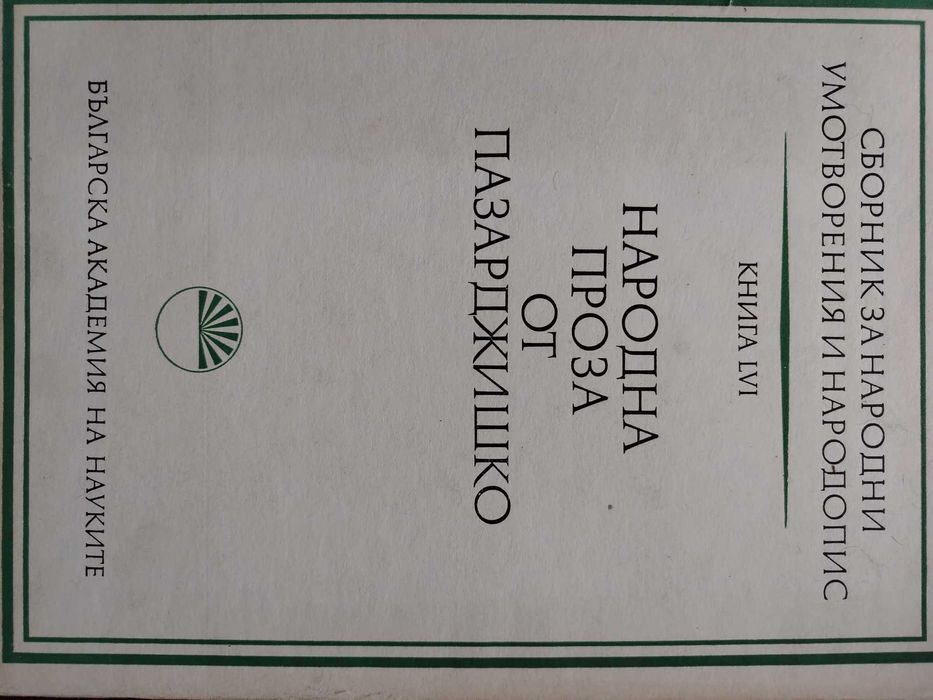 СБОРНИК ЗА НАРОДНИ
УМОТВОРЕНИЯ И НАРОДОПИС
КНИГА LVI
НАРОДНА
ПРОЗА
ОТ
ПАЗАРДЖИШКО
БЪЛГАРСКА АКАДЕМИЯ НА НАУКИТЕ